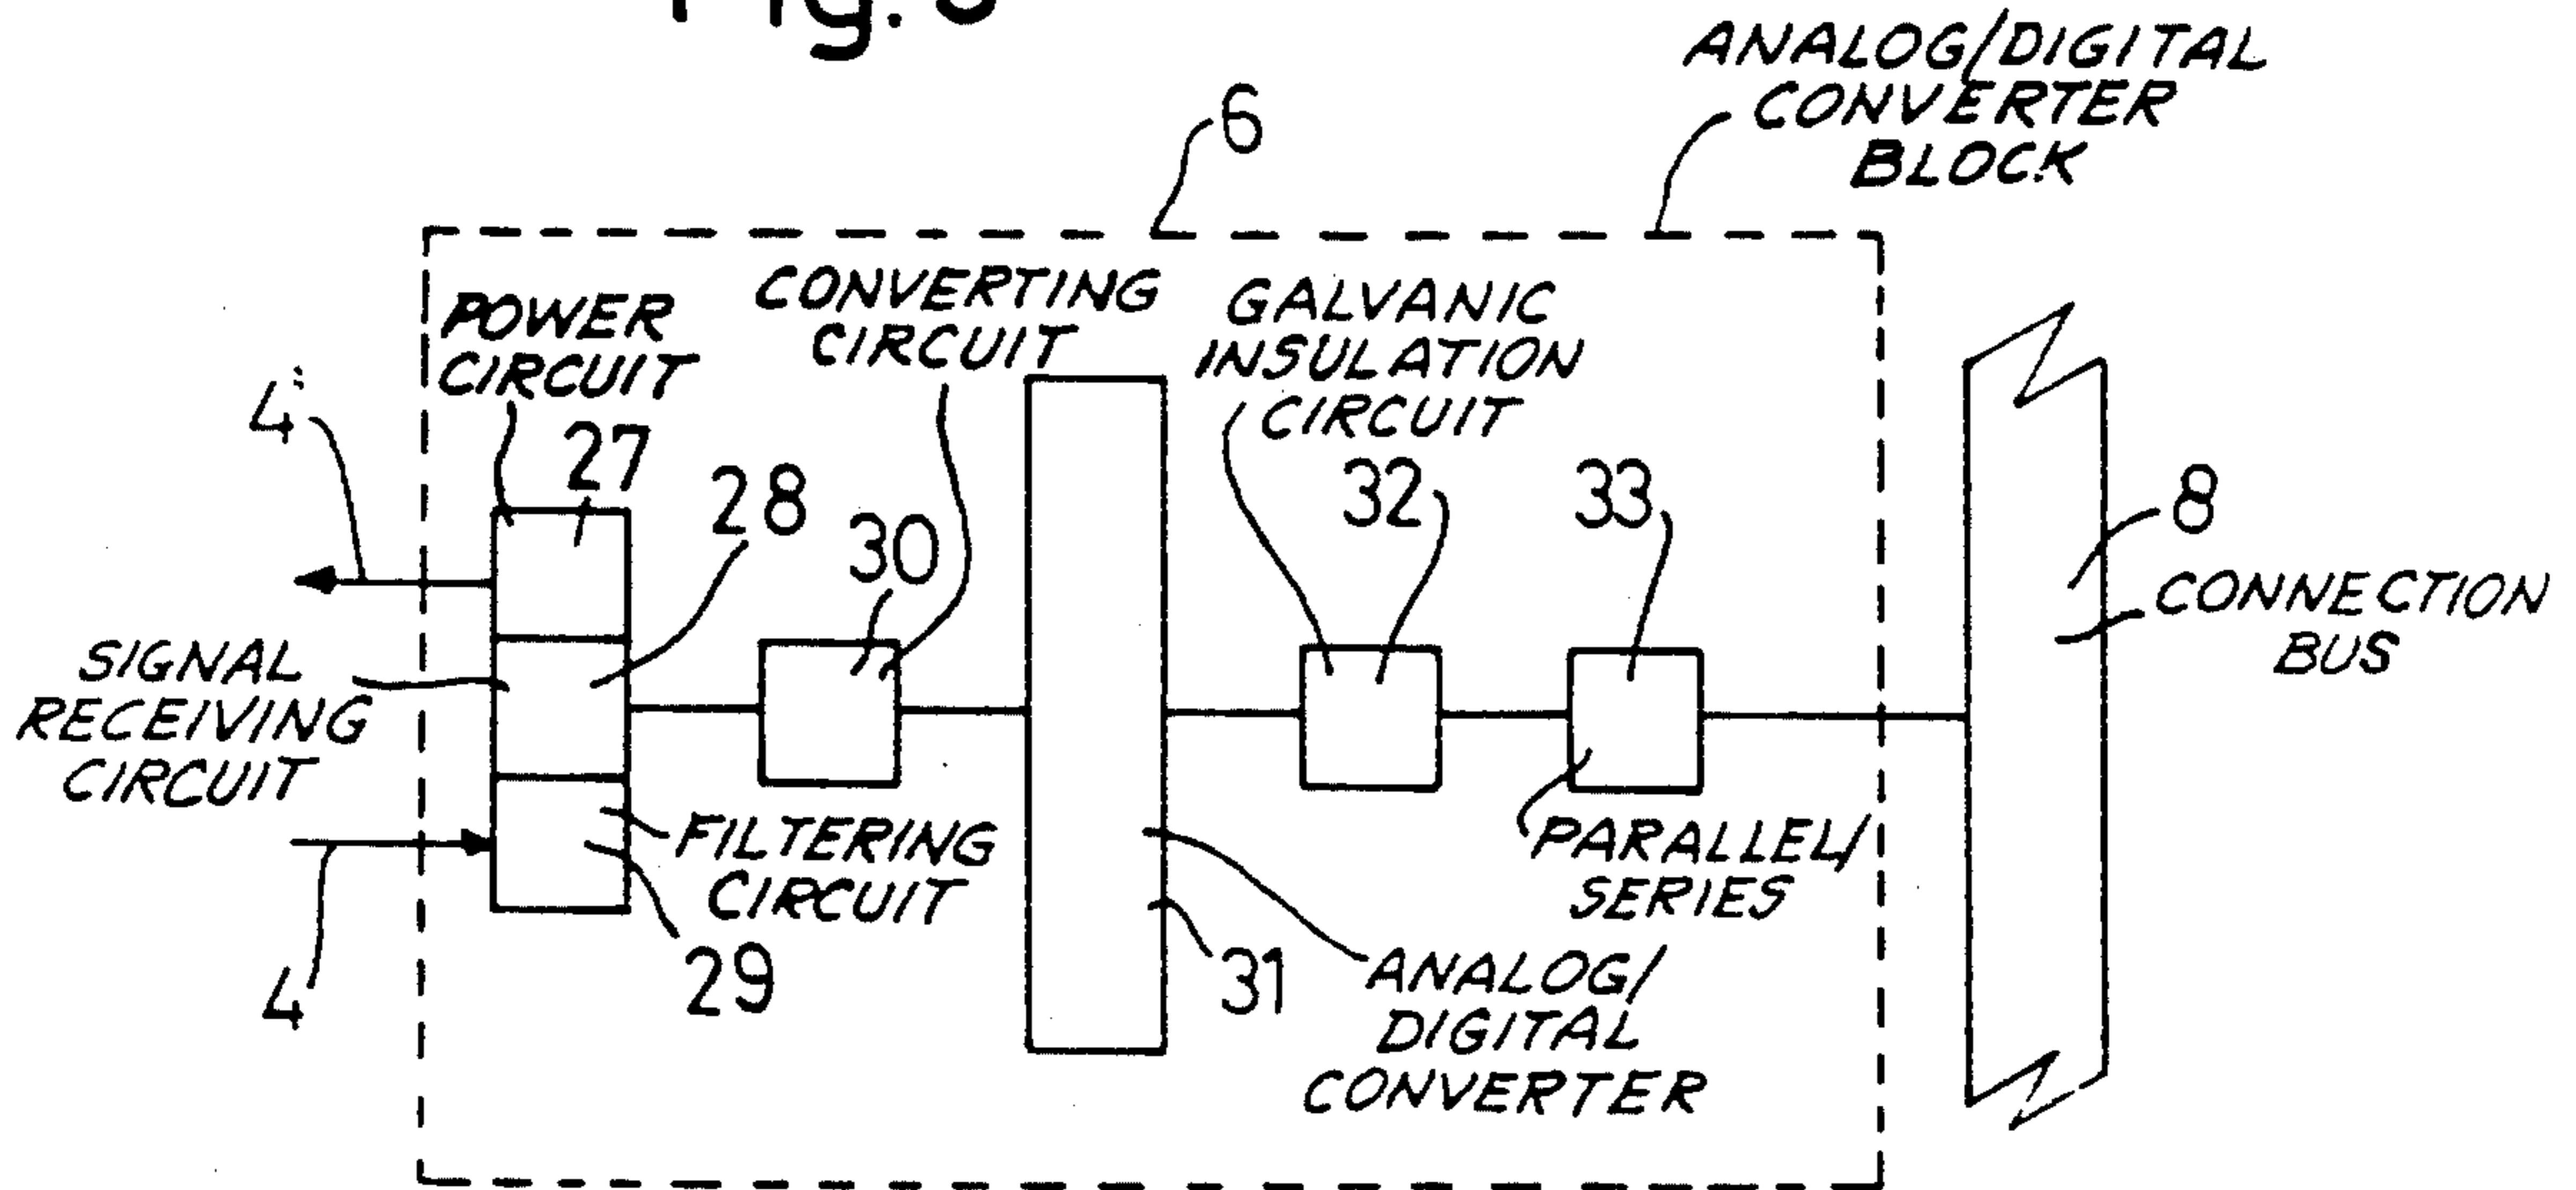 ANALOG/DIGITAL
CONVERTER
BLOCK
6
POWER
CIRCUIT
CONVERTING
CIRCUIT
GALVANIC
INSULATION
CIRCUIT
4'
27
28
30
32
33
8
CONNECTION
BUS
SIGNAL
RECEIVING
CIRCUIT
FILTERING
CIRCUIT
PARALLEL/
SERIES
4
29
31
ANALOG/
DIGITAL
CONVERTER